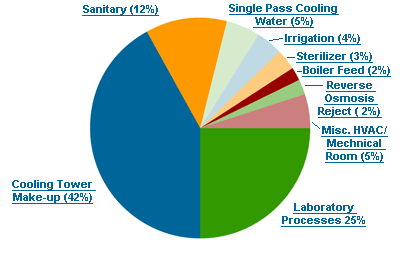 Sanitary (12%)
Single Pass Cooling
Water (5%)
Irrigation (4%)
Sterilizer (3%)
Boiler Feed (2%)
Reverse
Osmosis
Reject ( 2%)
Misc. HVAC/
Mechnical
Room (5%)
Cooling Tower
Make-up (42%)
Laboratory
Processes 25%